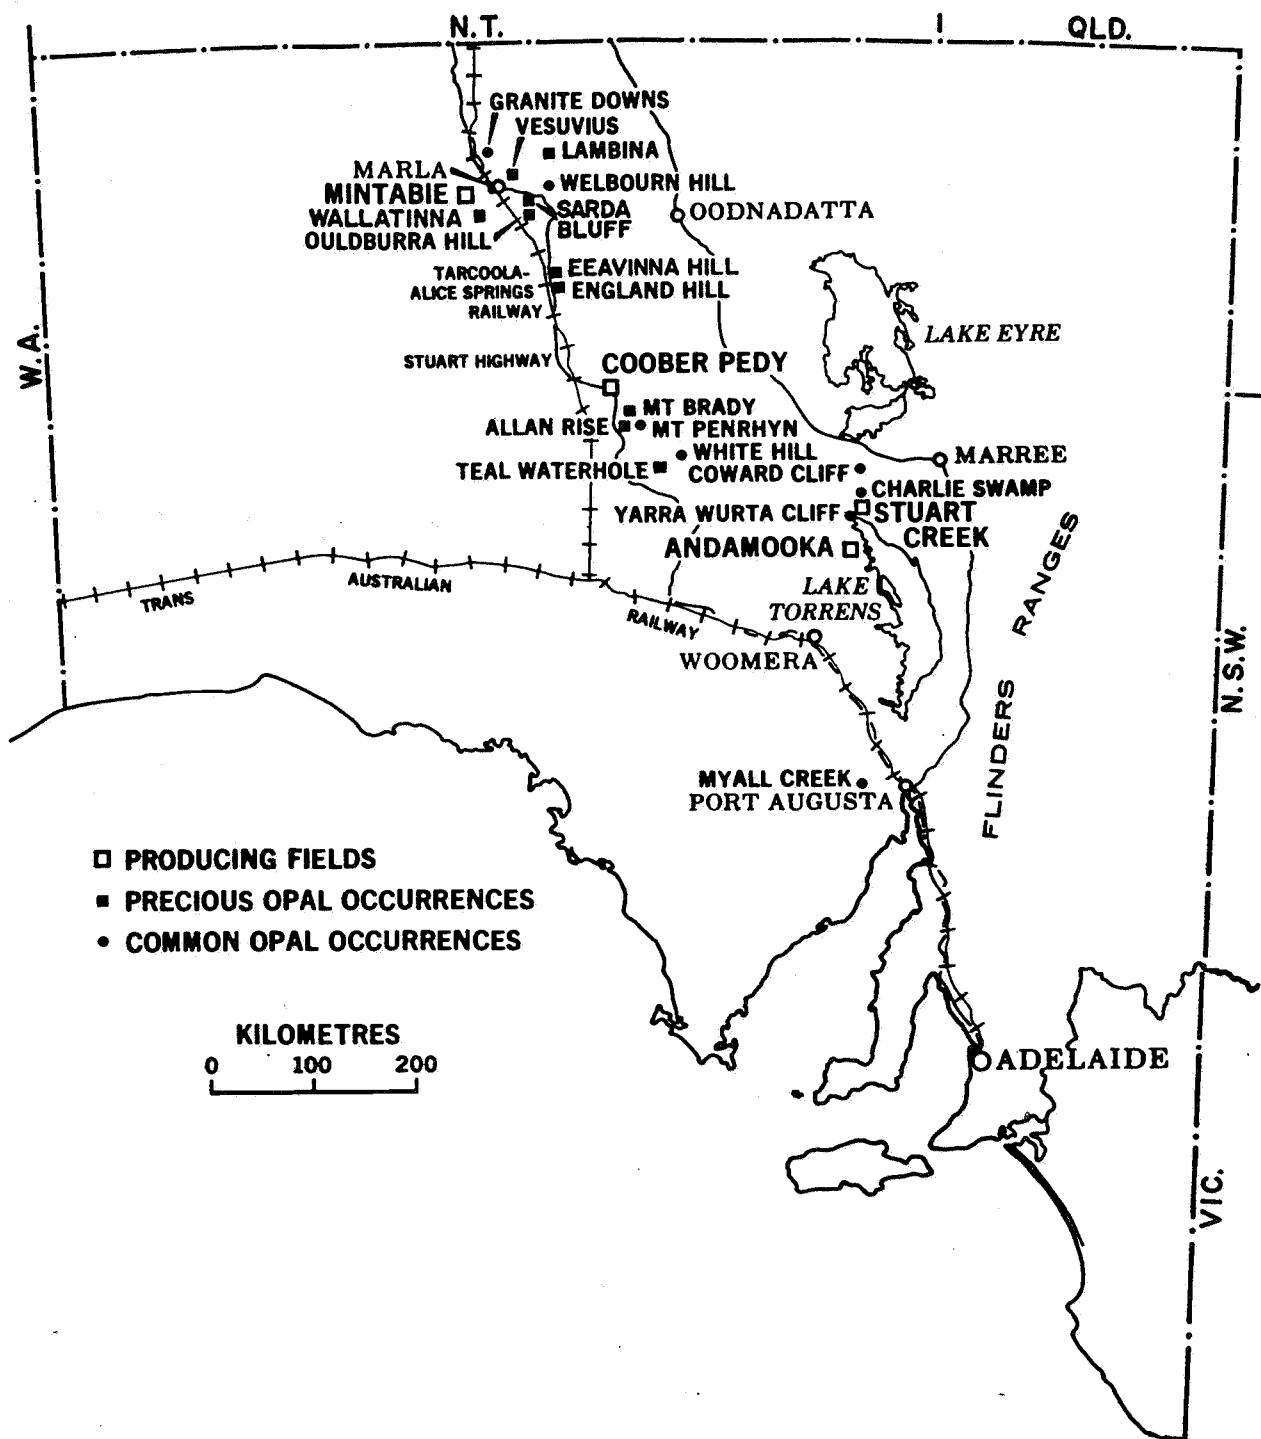 N.T.
QLD.
GRANITE DOWNS
VESUVIUS
LAMBINA
MARLA
WELBOURN HILL
MINTABIE
SARDA
BLUFF
WALLATINNA
OODNADATTA
OULDBURRA HILL
TARCOOLA-
ALICE SPRINGS
RAILWAY
EEAVINNA HILL
ENGLAND HILL
W.A.
LAKE EYRE
STUART HIGHWAY
COOBER PEDY
MT BRADY
ALLAN RISE
MT PENRHYN
WHITE HILL
MARREE
TEAL WATERHOLE
COWARD CLIFF
CHARLIE SWAMP
YARRA WURTA CLIFF
STUART
CREEK
ANDAMOOKA
TRANS
AUSTRALIAN
RAILWAY
LAKE
TORRENS
FLINDERS RANGES
WOOMERA
N.S.W.
MYALL CREEK
PORT AUGUSTA
PRODUCING FIELDS
PRECIOUS OPAL OCCURRENCES
COMMON OPAL OCCURRENCES
KILOMETRES
0 100 200
ADELAIDE
VIC.